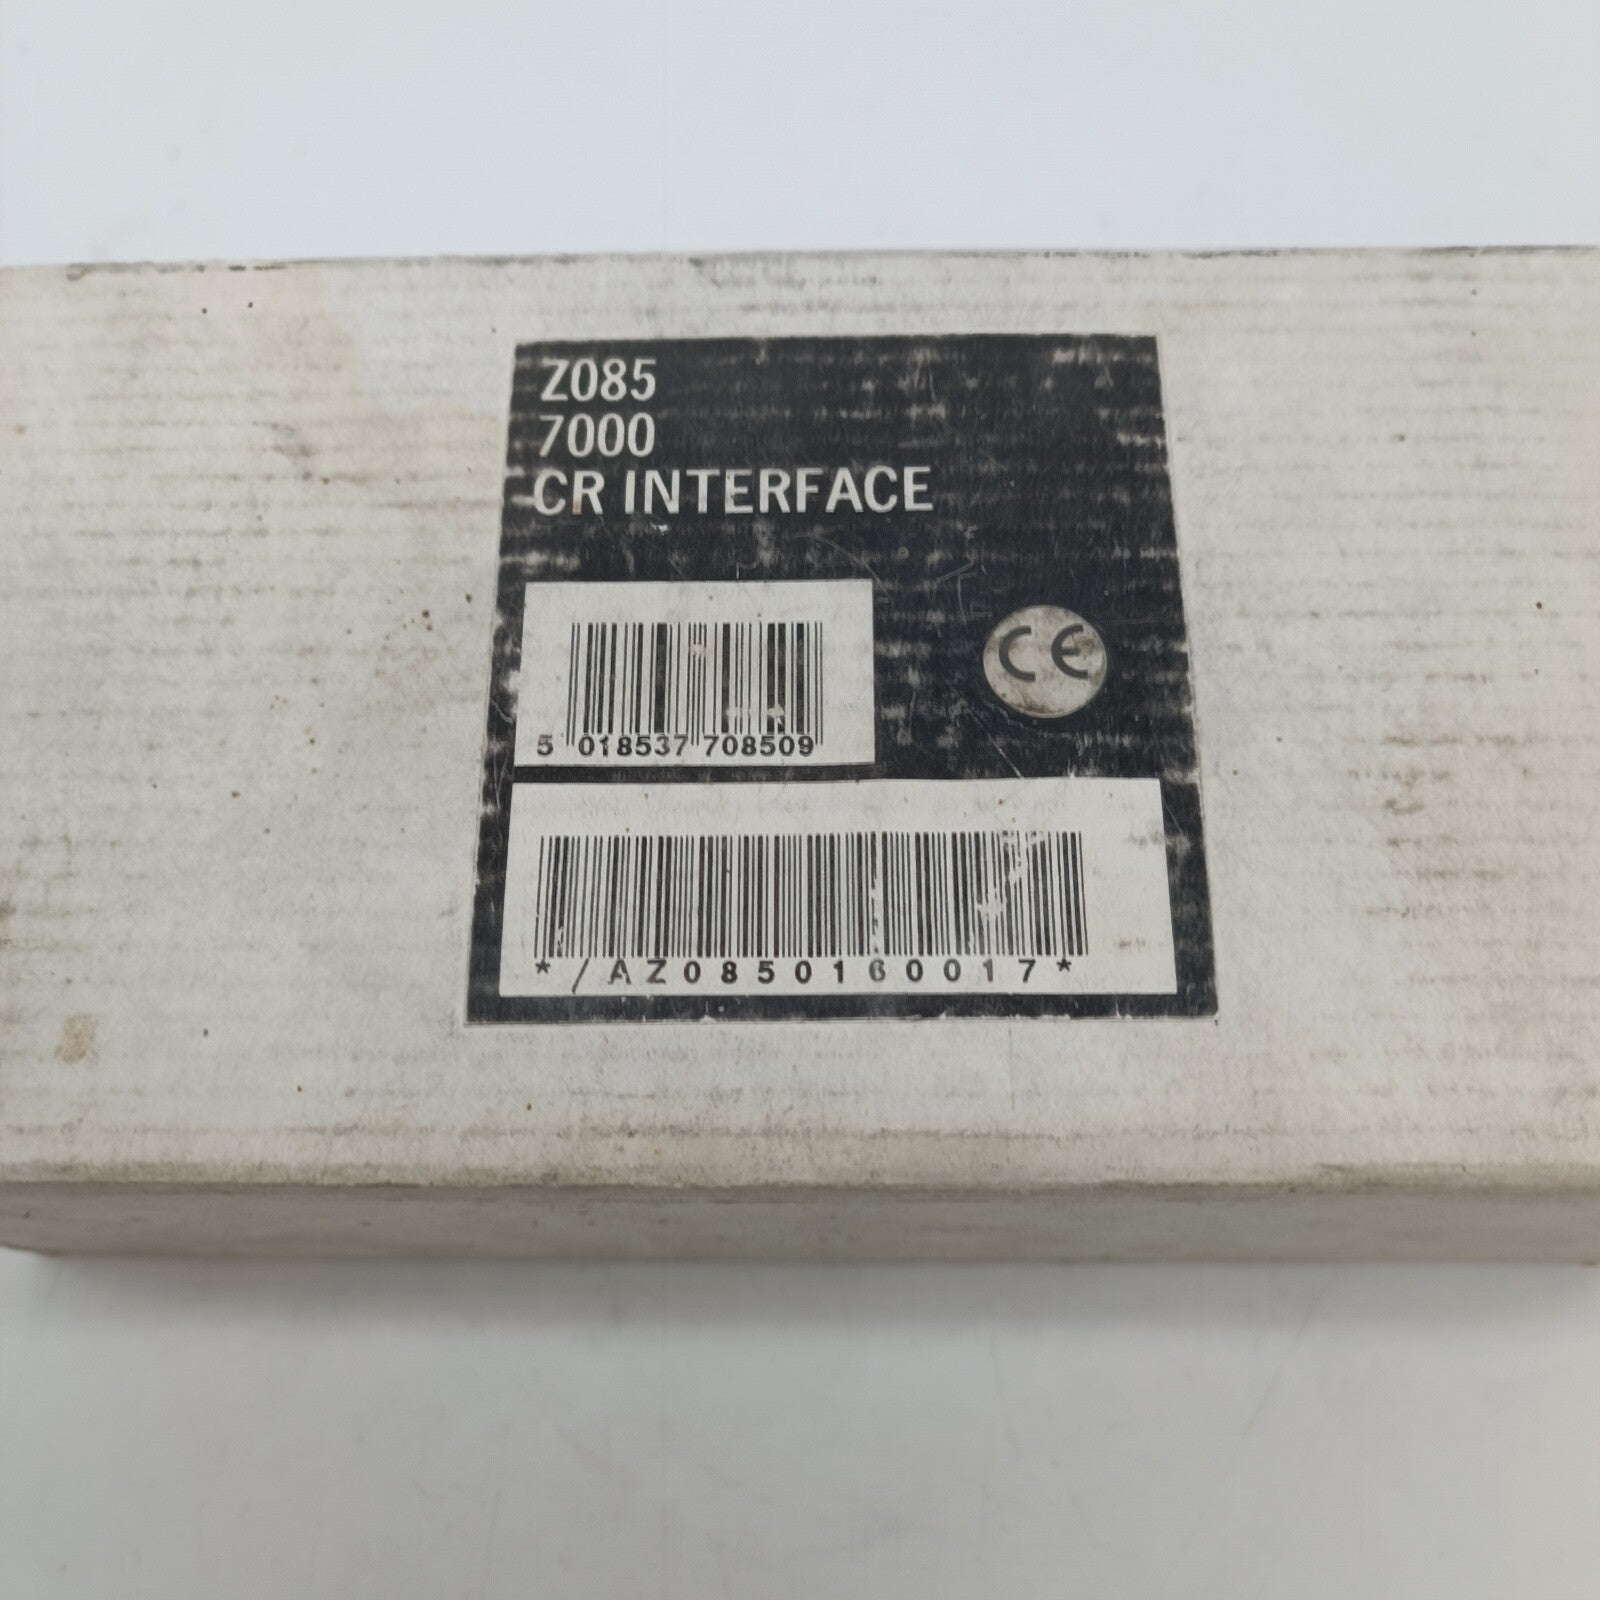 Z085
7000
CR INTERFACE
5 018537 708509
CE
*/AZ0850160017*